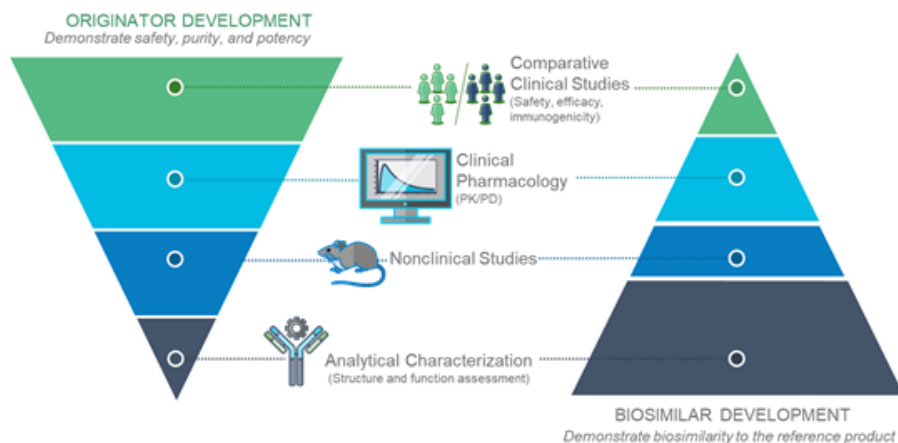 ORIGINATOR DEVELOPMENT
Demonstrate safety, purity, and potency
Comparative
Clinical Studies
(Safety, efficacy,
immunogenicity)
Clinical
Pharmacology
(PK/PD)
Nonclinical Studies
Analytical Characterization
(Structure and function assessment)
BIOSIMILAR DEVELOPMENT
Demonstrate biosimilarity to the reference product